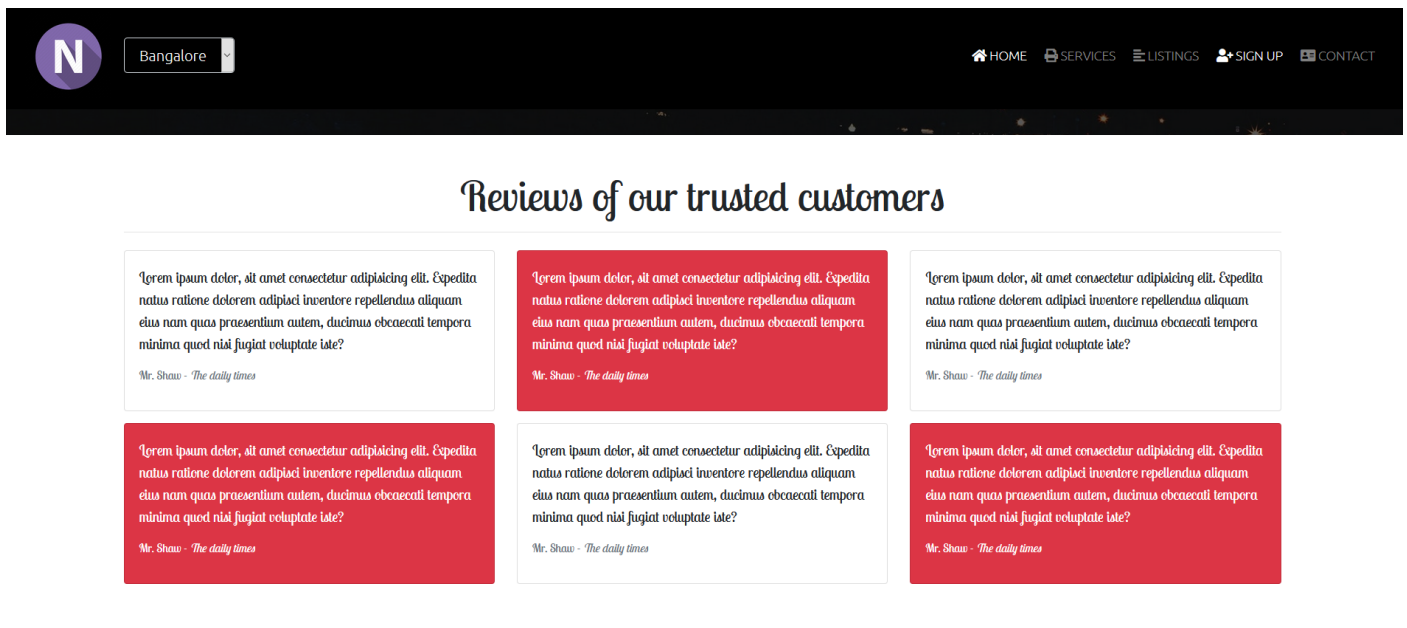 N
Bangalore
HOME SERVICES LISTINGS SIGN UP CONTACT
Reviews of our trusted customers
Lorem ipsum dolor, sit amet consectetur adipisicing elit. Expedita
natus ratione dolorem adipisci inventore repellendus aliquam
eius nam quas praesentium autem, ducimus obcaecati tempora
minima quod nisi fugiat voluptate iste?
Mr. Shaw - The daily times
Lorem ipsum dolor, sit amet consectetur adipisicing elit. Expedita
natus ratione dolorem adipisci inventore repellendus aliquam
eius nam quas praesentium autem, ducimus obcaecati tempora
minima quod nisi fugiat voluptate iste?
Mr. Shaw - The daily times
Lorem ipsum dolor, sit amet consectetur adipisicing elit. Expedita
natus ratione dolorem adipisci inventore repellendus aliquam
eius nam quas praesentium autem, ducimus obcaecati tempora
minima quod nisi fugiat voluptate iste?
Mr. Shaw - The daily times
Lorem ipsum dolor, sit amet consectetur adipisicing elit. Expedita
natus ratione dolorem adipisci inventore repellendus aliquam
eius nam quas praesentium autem, ducimus obcaecati tempora
minima quod nisi fugiat voluptate iste?
Mr. Shaw - The daily times
Lorem ipsum dolor, sit amet consectetur adipisicing elit. Expedita
natus ratione dolorem adipisci inventore repellendus aliquam
eius nam quas praesentium autem, ducimus obcaecati tempora
minima quod nisi fugiat voluptate iste?
Mr. Shaw - The daily times
Lorem ipsum dolor, sit amet consectetur adipisicing elit. Expedita
natus ratione dolorem adipisci inventore repellendus aliquam
eius nam quas praesentium autem, ducimus obcaecati tempora
minima quod nisi fugiat voluptate iste?
Mr. Shaw - The daily times